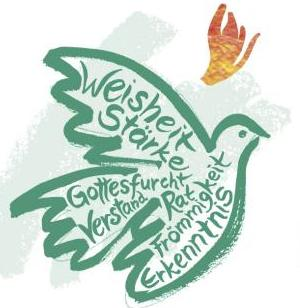 Weisheit
Stärke
Gottesfurcht
Verstand
Rat
Frömmigkeit
Erkenntnis